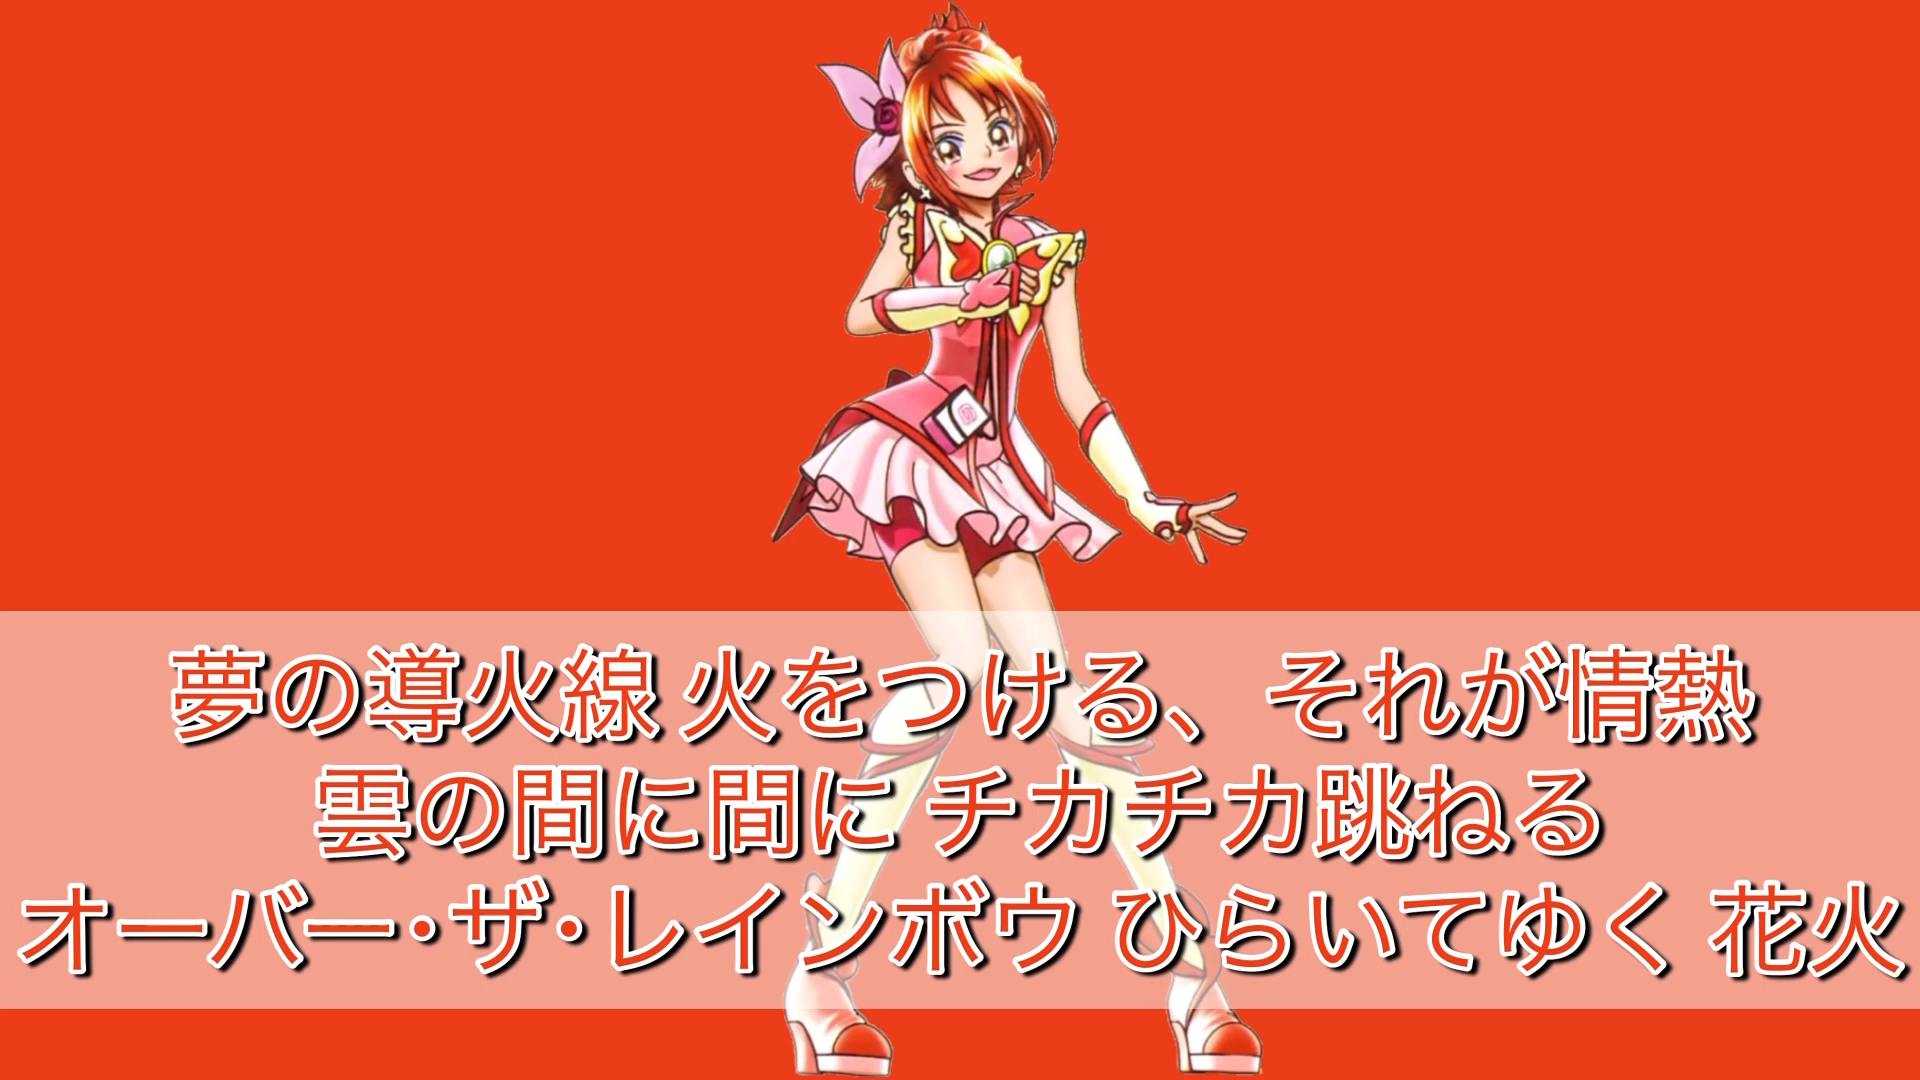 夢の導火線 火をつける、それが情熱
雲の間に間に チカチカ跳ねる
オーバー・ザ・レインボウ ひらいてゆく 花火